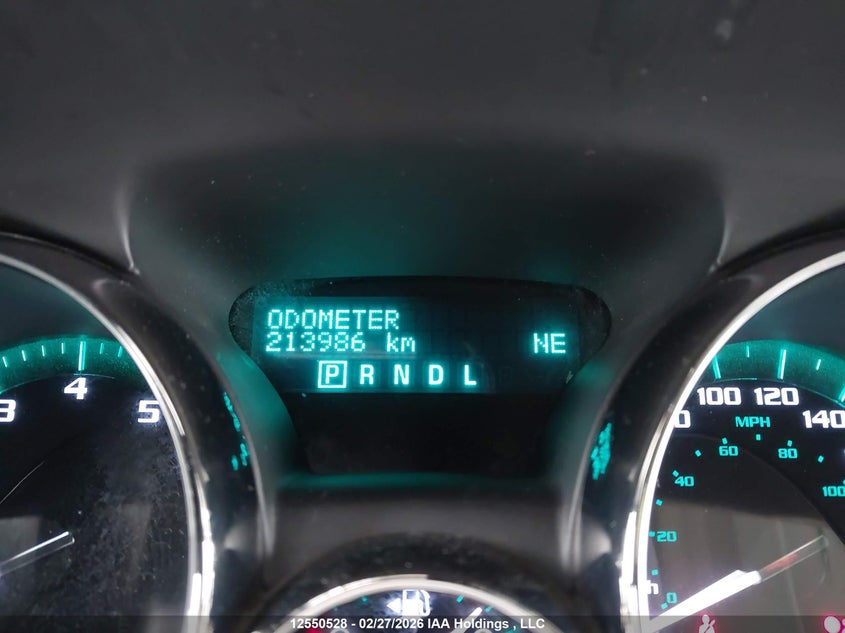 ODOMETER
213986 km NE
P R N D L
3 4 5
100 120 140
MPH
20 40 60 80 100
0
12550528 - 02/27/2026 IAA Holdings , LLC